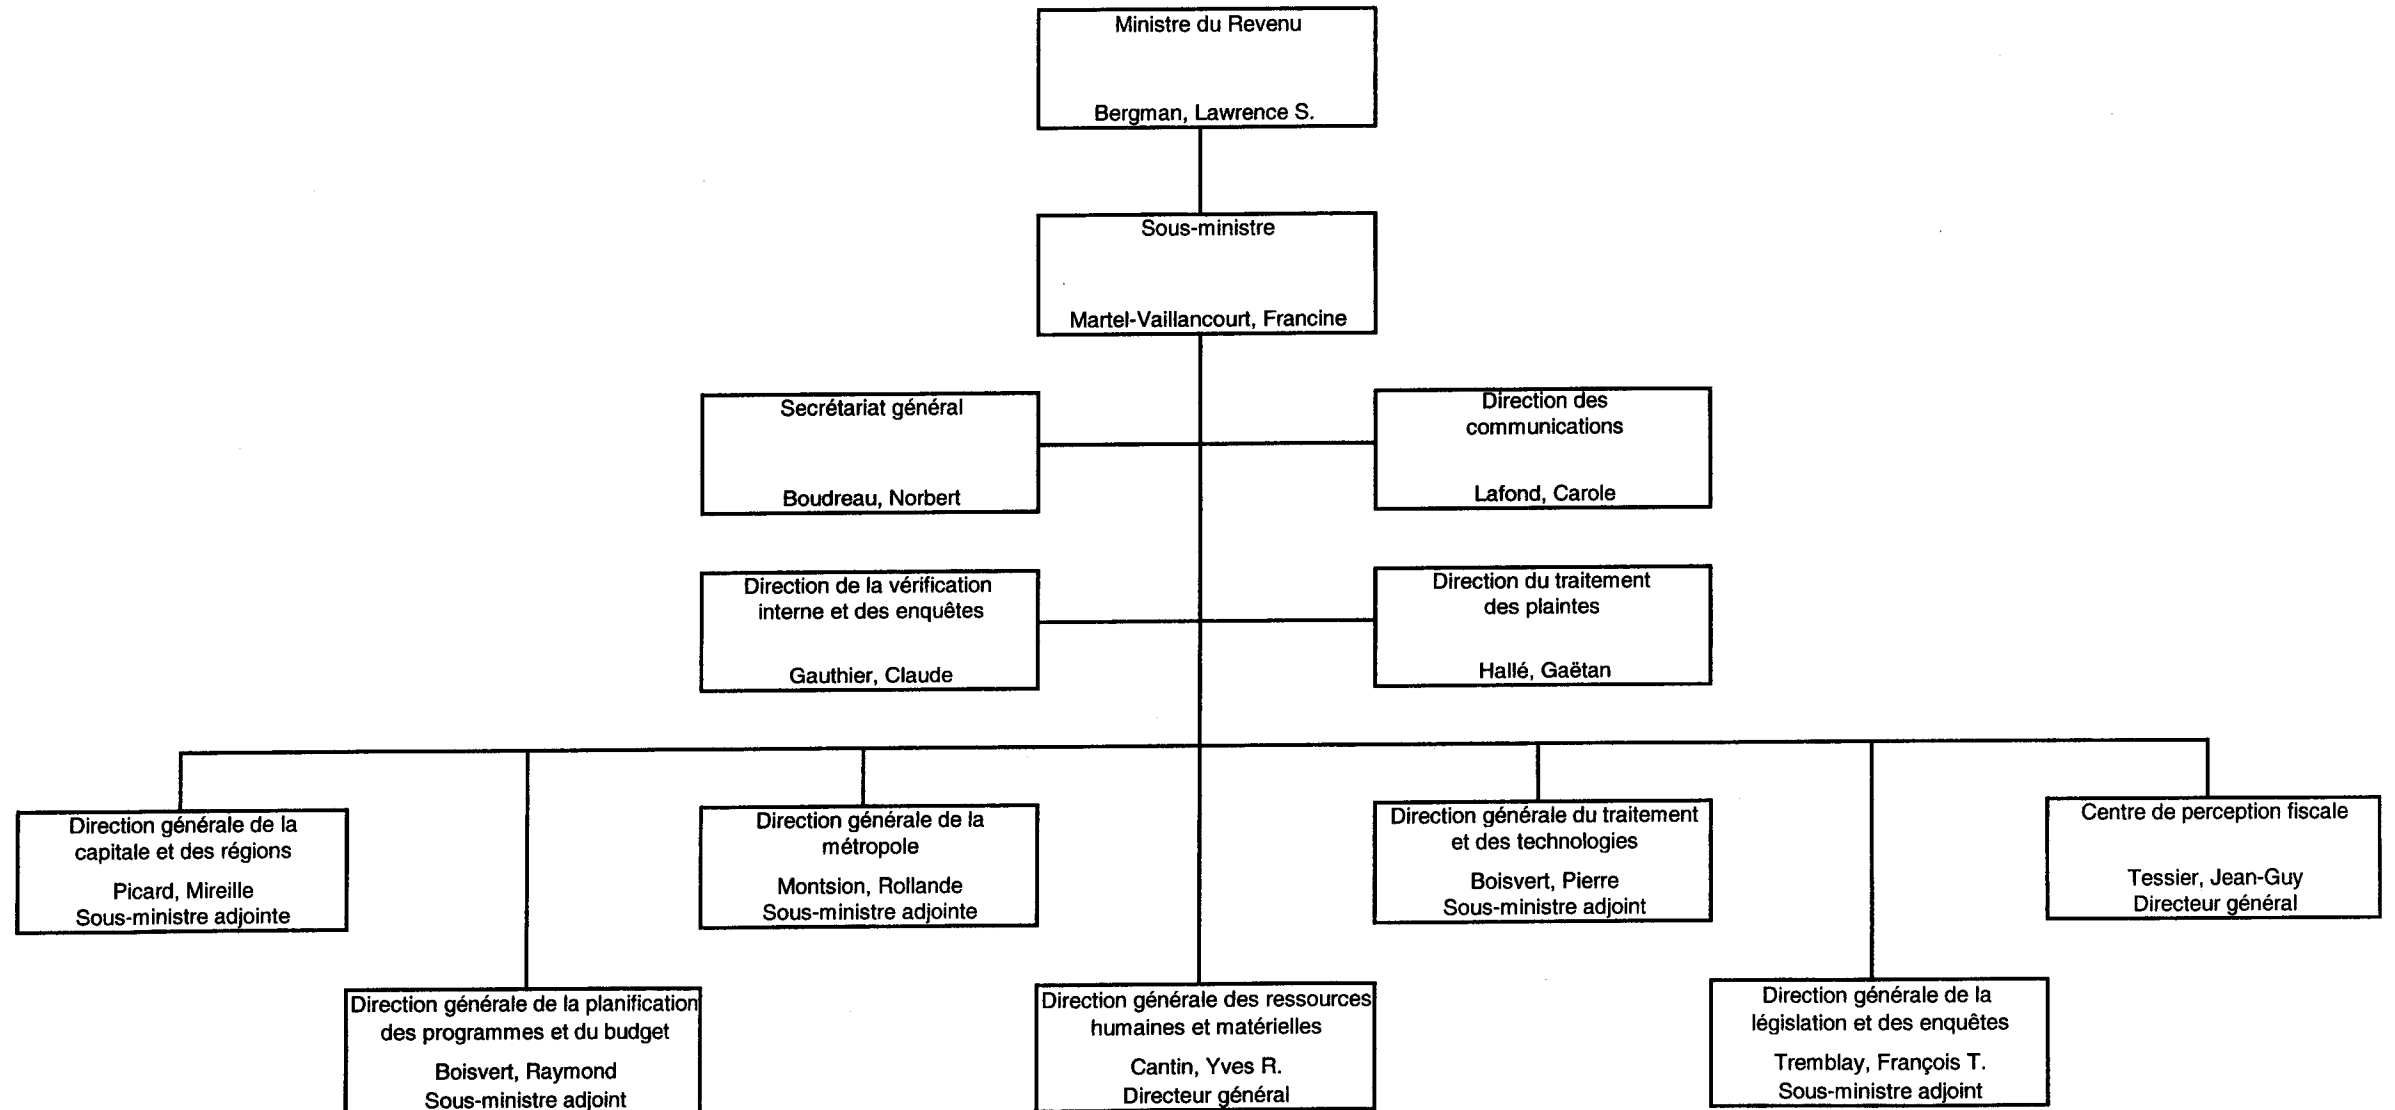 Ministre du Revenu
Bergman, Lawrence S.
Sous-ministre
Martel-Vaillancourt, Francine
Secrétariat général
Boudreau, Norbert
Direction des
communications
Lafond, Carole
Direction de la vérification
interne et des enquêtes
Gauthier, Claude
Direction du traitement
des plaintes
Hallé, Gaëtan
Direction générale de la
capitale et des régions
Picard, Mireille
Sous-ministre adjointe
Direction générale de la
métropole
Montsion, Rollande
Sous-ministre adjointe
Direction générale du traitement
et des technologies
Boisvert, Pierre
Sous-ministre adjoint
Centre de perception fiscale
Tessier, Jean-Guy
Directeur général
Direction générale de la planification
des programmes et du budget
Boisvert, Raymond
Sous-ministre adjoint
Direction générale des ressources
humaines et matérielles
Cantin, Yves R.
Directeur général
Direction générale de la
législation et des enquêtes
Tremblay, François T.
Sous-ministre adjoint